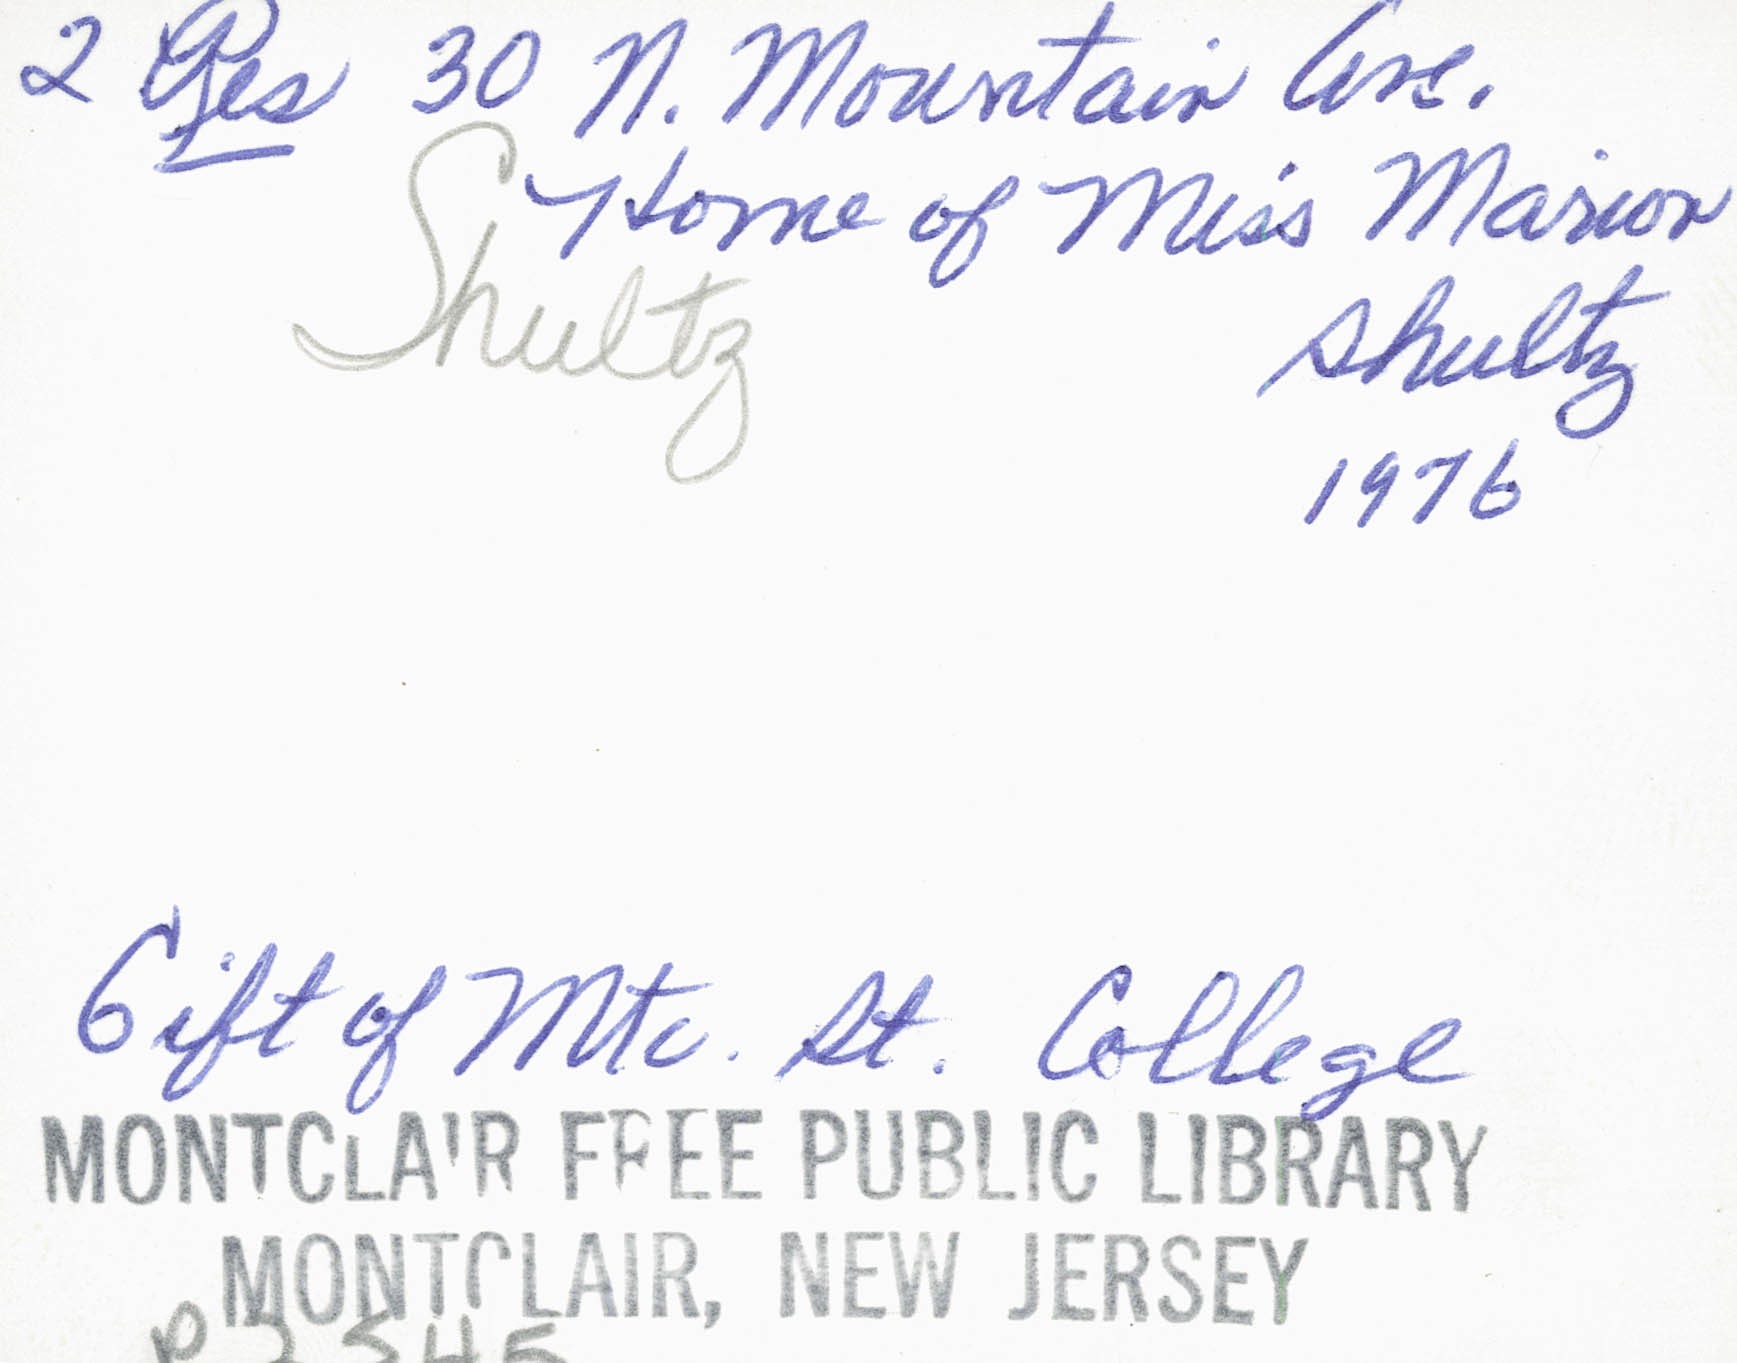 2 Res 30 N. Mountain Ave.
Home of Miss Marion
Shultz
Shultz
1976
Gift of Mtc. St. College
MONTCLAIR FREE PUBLIC LIBRARY
MONTCLAIR, NEW JERSEY